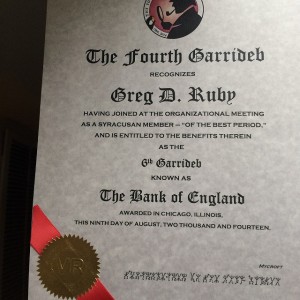 The Fourth Garrideb
RECOGNIZES
Greg D. Ruby
HAVING JOINED AT THE ORGANIZATIONAL MEETING
AS A SYRACUSAN MEMBER – "OF THE BEST PERIOD,"
AND IS ENTITLED TO THE BENEFITS THEREIN
AS THE
6th Garrideb
KNOWN AS
The Bank of England
AWARDED IN CHICAGO, ILLINOIS,
THIS NINTH DAY OF AUGUST, TWO THOUSAND AND FOURTEEN.
MYCROFT
VR